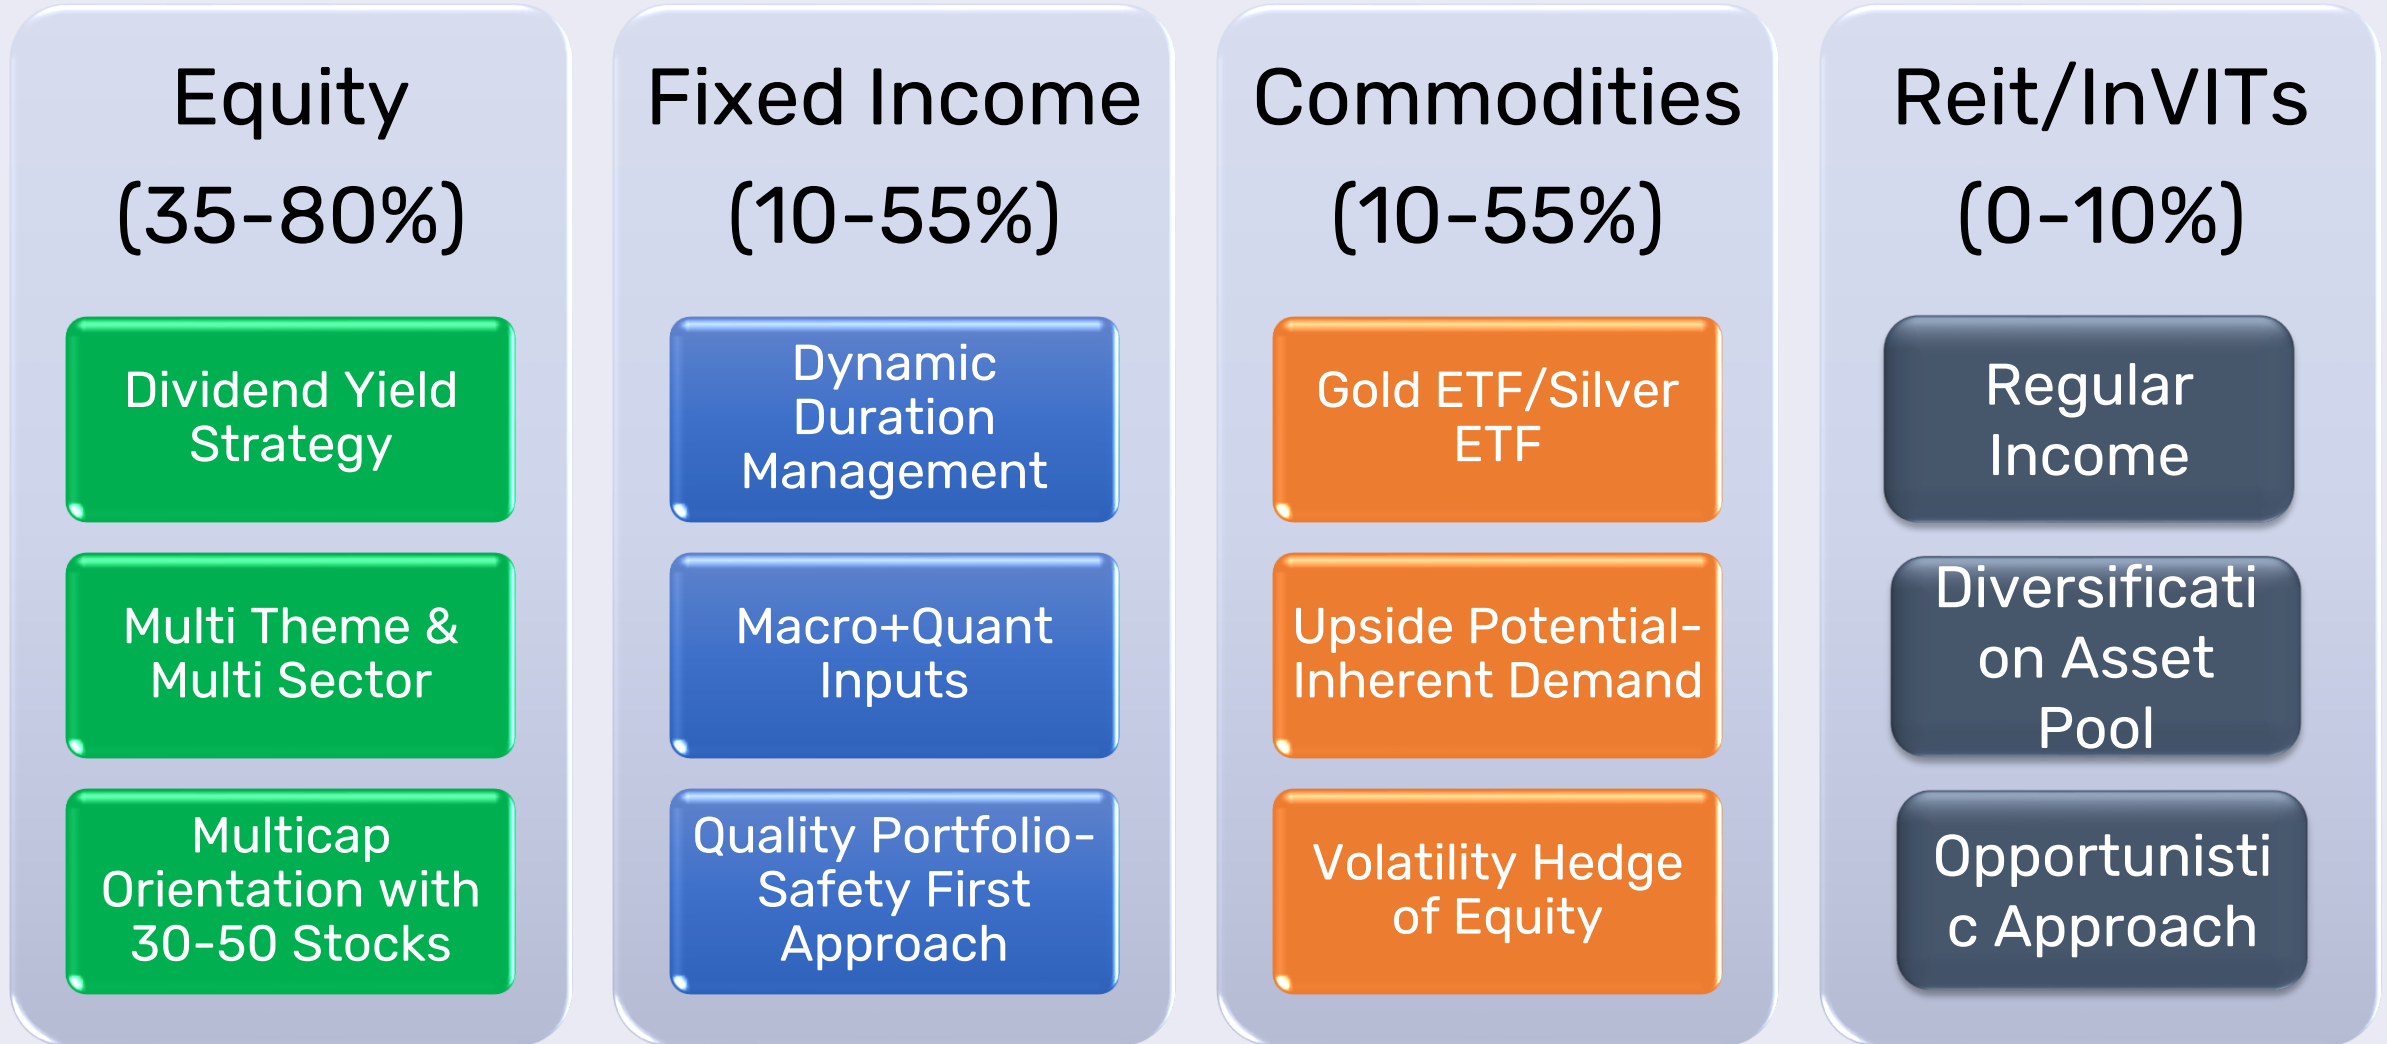 Equity
(35-80%)
Dividend Yield
Strategy
Multi Theme &
Multi Sector
Multicap
Orientation with
30-50 Stocks
Fixed Income
(10-55%)
Dynamic
Duration
Management
Macro+Quant
Inputs
Quality Portfolio-
Safety First
Approach
Commodities
(10-55%)
Gold ETF/Silver
ETF
Upside Potential-
Inherent Demand
Volatility Hedge
of Equity
Reit/InVITs
(0-10%)
Regular
Income
Diversificati
on Asset
Pool
Opportunisti
c Approach